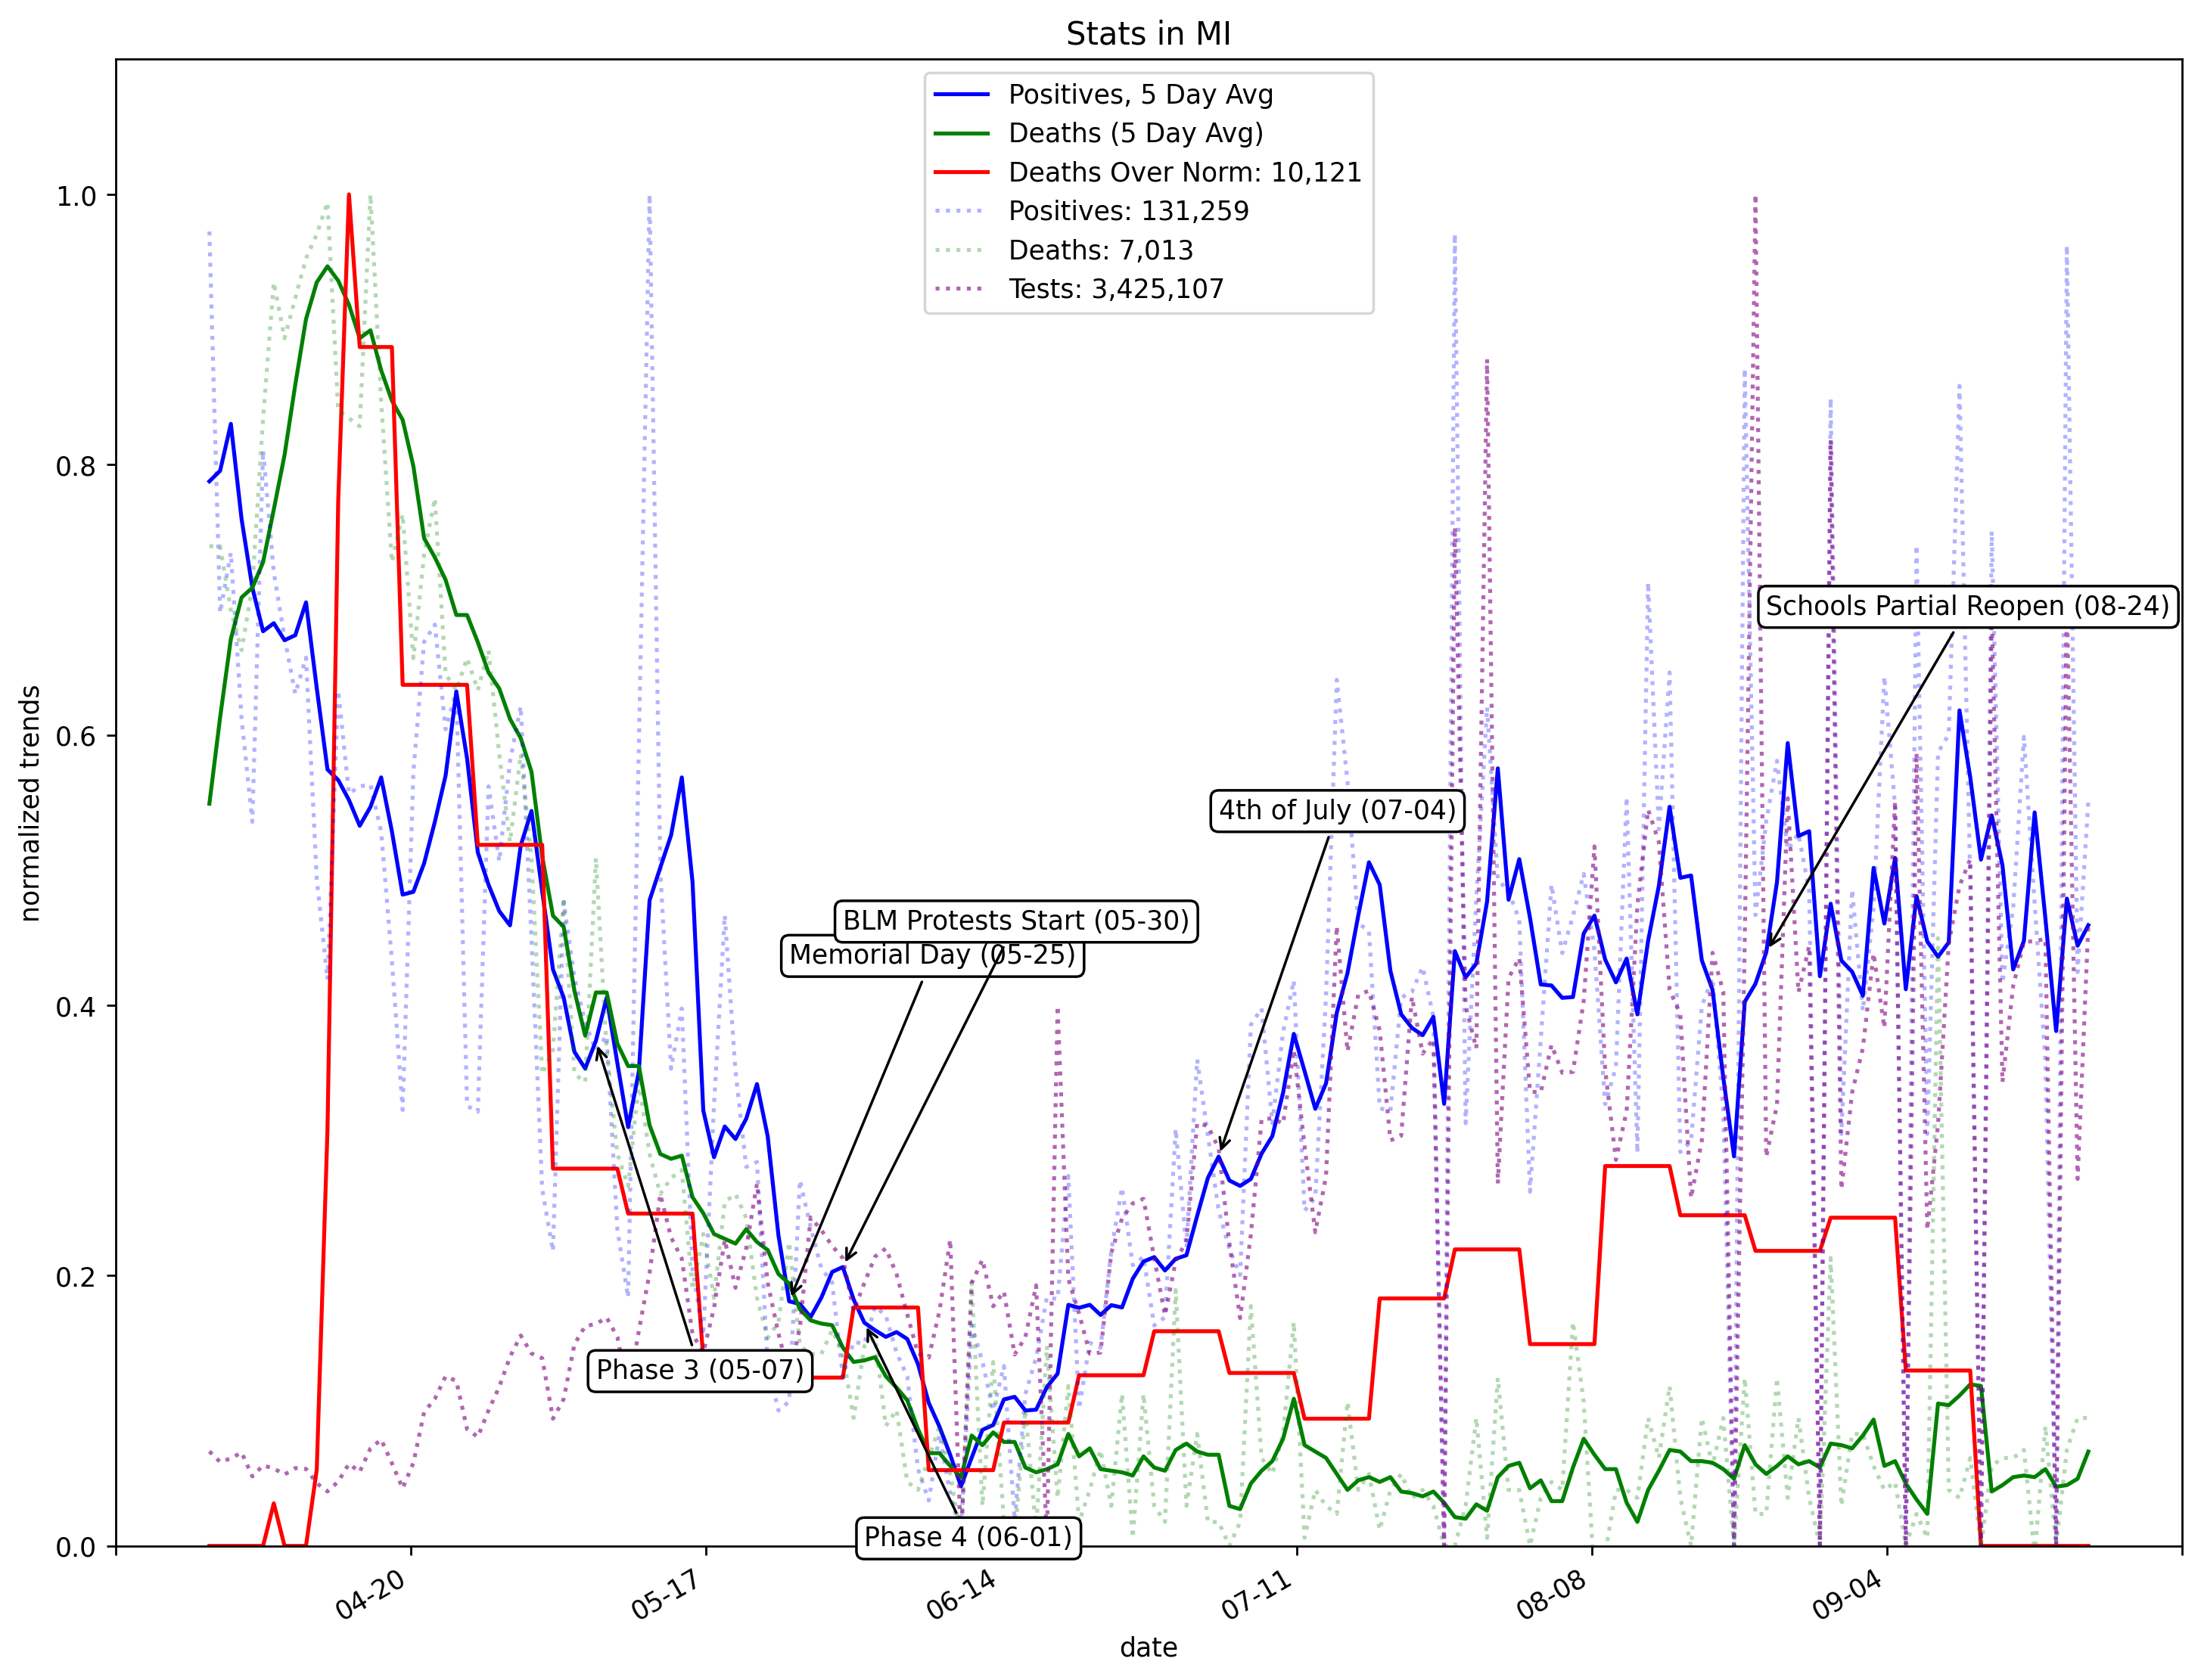 Stats in MI
Positives, 5 Day Avg
Deaths (5 Day Avg)
Deaths Over Norm: 10,121
Positives: 131,259
Deaths: 7,013
Tests: 3,425,107
1.0
0.8
0.6
0.4
0.2
0.0
normalized trends
Schools Partial Reopen (08-24)
4th of July (07-04)
BLM Protests Start (05-30)
Memorial Day (05-25)
Phase 3 (05-07)
Phase 4 (06-01)
04-20
05-17
06-14
07-11
08-08
09-04
date